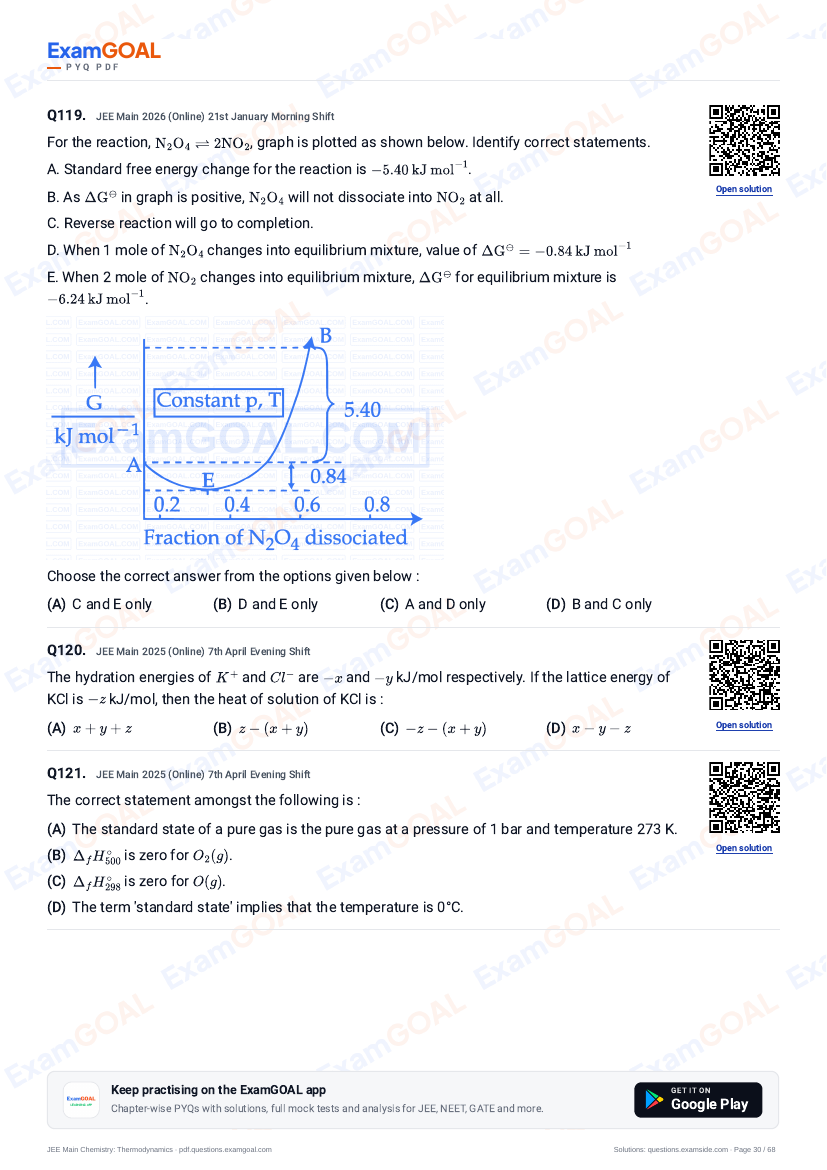 ExamGOAL
PYQ PDF
Q119. JEE Main 2026 (Online) 21st January Morning Shift
For the reaction, N₂O₄ ⇌ 2NO₂, graph is plotted as shown below. Identify correct statements.
A. Standard free energy change for the reaction is −5.40 kJ mol⁻¹.
B. As ΔG⊖ in graph is positive, N₂O₄ will not dissociate into NO₂ at all.
C. Reverse reaction will go to completion.
D. When 1 mole of N₂O₄ changes into equilibrium mixture, value of ΔG⊖ = −0.84 kJ mol⁻¹
E. When 2 mole of NO₂ changes into equilibrium mixture, ΔG⊖ for equilibrium mixture is
−6.24 kJ mol⁻¹.
Open solution
B
G
kJ mol⁻¹
Constant p, T
5.40
A
E
0.84
0.2 0.4 0.6 0.8
Fraction of N₂O₄ dissociated
ExamGOAL.COM
Choose the correct answer from the options given below :
(A) C and E only (B) D and E only (C) A and D only (D) B and C only
Q120. JEE Main 2025 (Online) 7th April Evening Shift
The hydration energies of K⁺ and Cl⁻ are −x and −y kJ/mol respectively. If the lattice energy of
KCl is −z kJ/mol, then the heat of solution of KCl is :
(A) x + y + z (B) z − (x + y) (C) −z − (x + y) (D) x − y − z
Open solution
Q121. JEE Main 2025 (Online) 7th April Evening Shift
The correct statement amongst the following is :
(A) The standard state of a pure gas is the pure gas at a pressure of 1 bar and temperature 273 K.
(B) Δ_fH°₅₀₀ is zero for O₂(g).
(C) Δ_fH°₂₉₈ is zero for O(g).
(D) The term 'standard state' implies that the temperature is 0°C.
Open solution
ExamGOAL
Keep practising on the ExamGOAL app
Chapter-wise PYQs with solutions, full mock tests and analysis for JEE, NEET, GATE and more.
GET IT ON
Google Play
JEE Main Chemistry: Thermodynamics · pdf.questions.examgoal.com
Solutions: questions.examside.com · Page 30 / 68